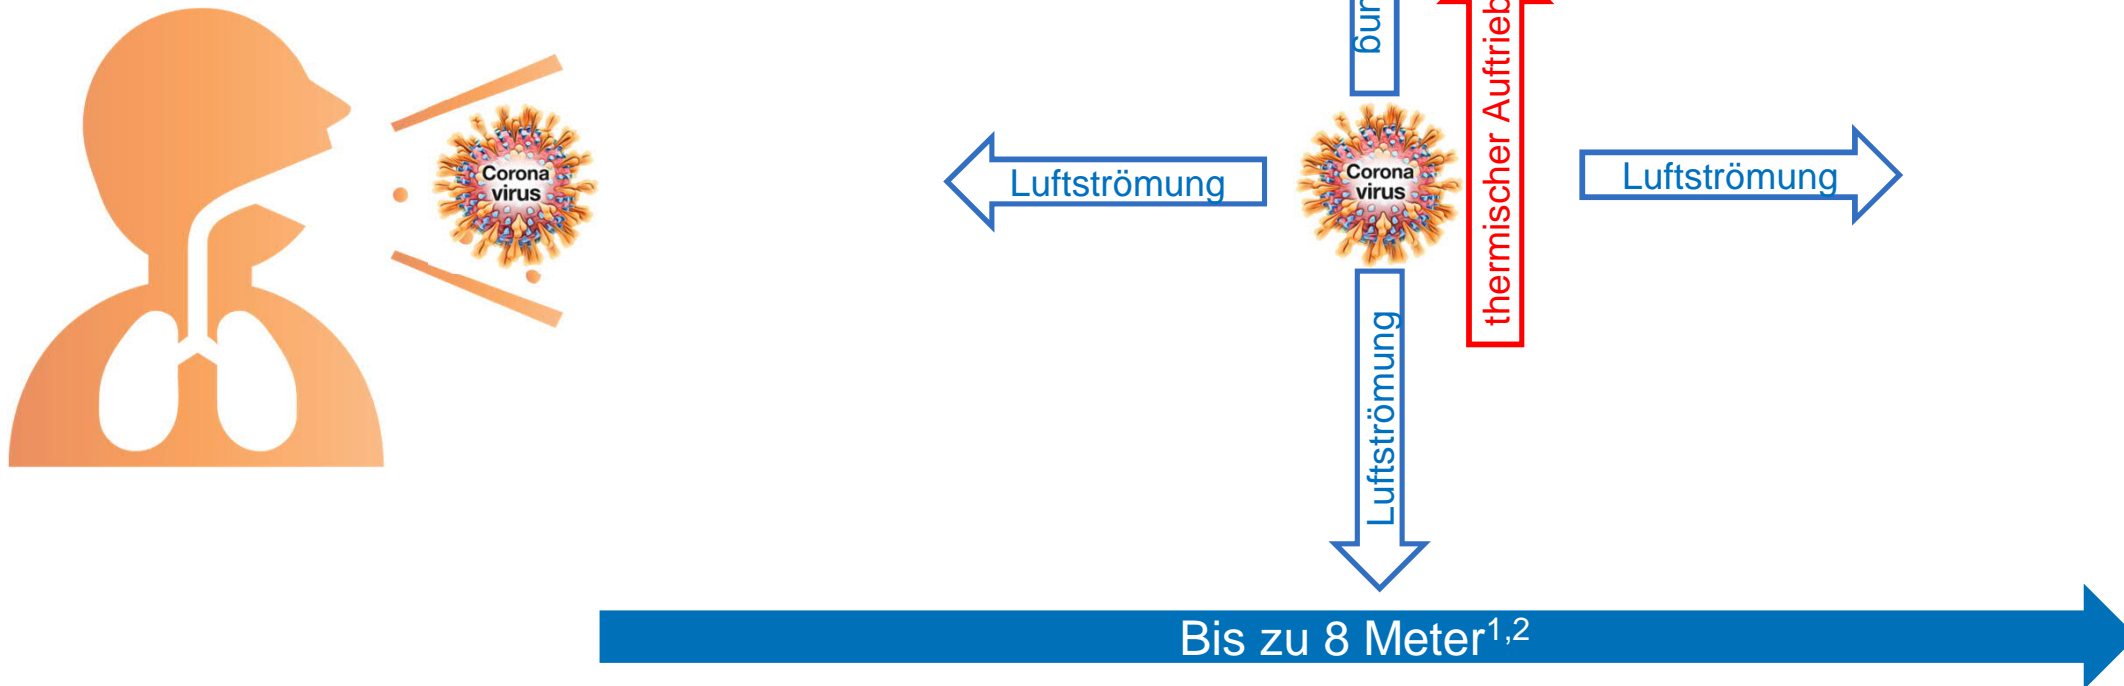 thermischer Auftrieb
Corona
virus
Luftströmung
Corona
virus
Luftströmung
Luftströmung
Bis zu 8 Meter1,2